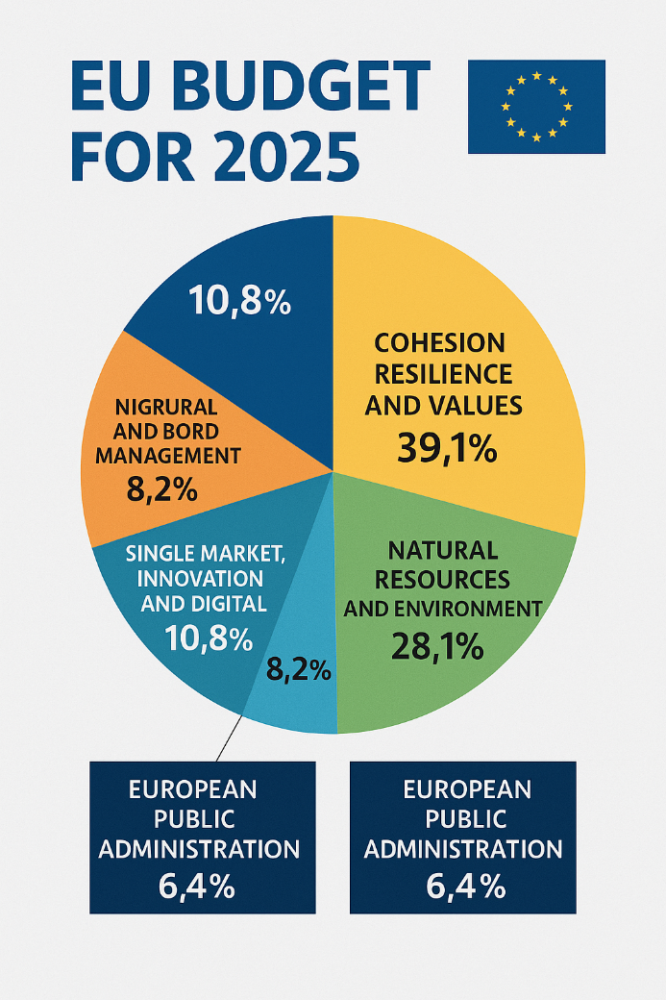 EU BUDGET
FOR 2025
10,8%
COHESION
RESILIENCE
AND VALUES
39,1%
NIGRURAL
AND BORD
MANAGEMENT
8,2%
SINGLE MARKET,
INNOVATION
AND DIGITAL
10,8%
8,2%
NATURAL
RESOURCES
AND ENVIRONMENT
28,1%
EUROPEAN
PUBLIC
ADMINISTRATION
6,4%
EUROPEAN
PUBLIC
ADMINISTRATION
6,4%